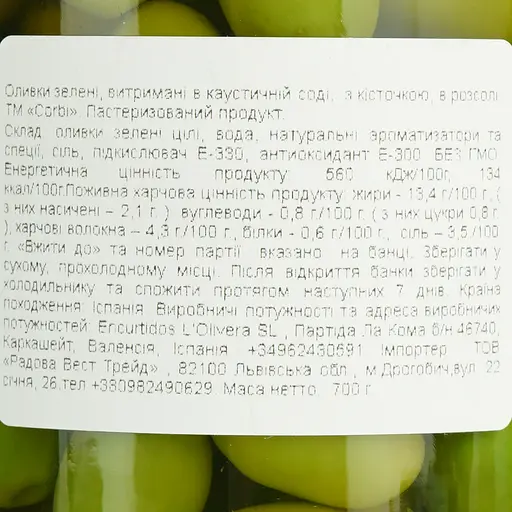 Оливки зелені, витримані в каустичній соді, з кісточкою, в розсолі
ТМ «Corbi» Пастеризований продукт.
Склад оливки зелені цілі, вода, натуральні ароматизатори та
спеції, сіль, підкислювач Е-330, антиоксидант Е-300 БЕЗ ГМО.
Енергетична цінність продукту: 560 кДж/100г, 134
ккал/100г.Поживна харчова цінність продукту: жири - 13,4 г/100 г, (
з них насичені – 2,1 г. ) вуглеводи - 0,8 г/100 г. ( з них цукри 0,8 г.
), харчові волокна – 4,3 г/100 г., білки - 0,6 г/100 г., сіль – 3,5/100
г. «Вжити до» та номер партії вказано на банці. Зберігати у
сухому, прохолодному місці. Після відкриття банки зберігати у
холодильнику та спожити протягом наступних 7 днів. Країна
походження: Іспанія. Виробничі потужності та адреса виробничих
потужностей: Encurtidos L'Olivera SL , Партіда Ла Кома б/н 46740,
Каркашейт, Валенсія, Іспанія +34962430591 Імпортер ТОВ
«Радова Вест Трейд» , 82100 Львівська обл., м.Дрогобич,вул. 22
січня, 26.тел +380982490629. Маса нетто: 700 г